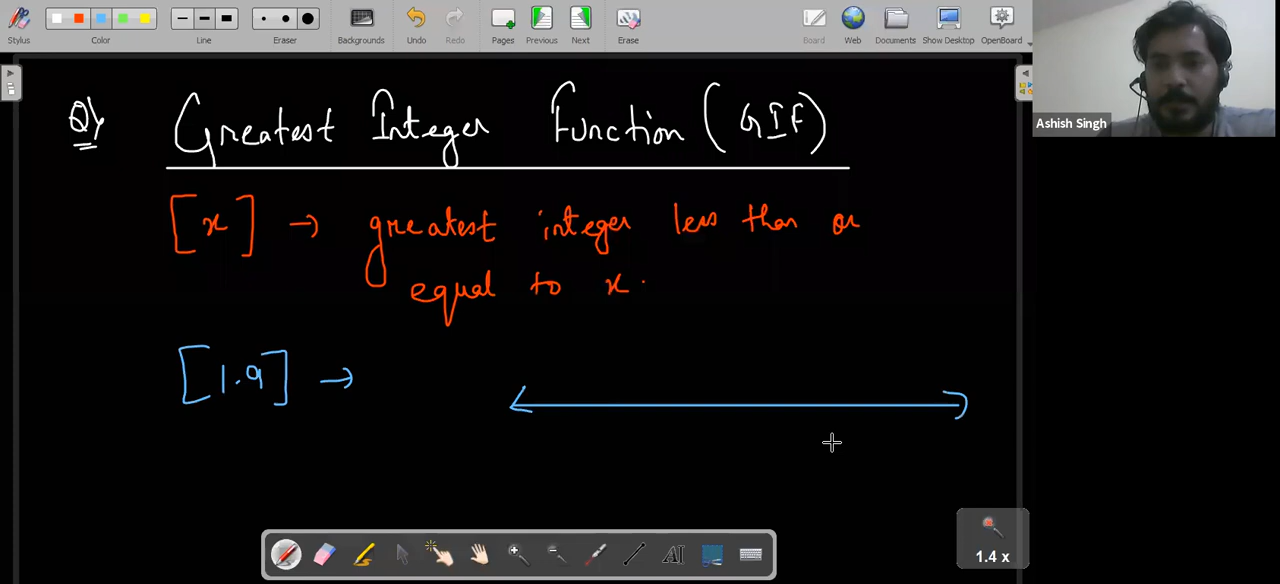 Stylus
Color
Line
Eraser
Backgrounds
Undo
Redo
Pages
Previous
Next
Erase
Board
Web
Documents
Show Desktop
OpenBoard
Ashish Singh
Q) Greatest Integer Function (GIF)
[x] → greatest integer less than or
equal to x.
[1.9] →
AI
1.4 x